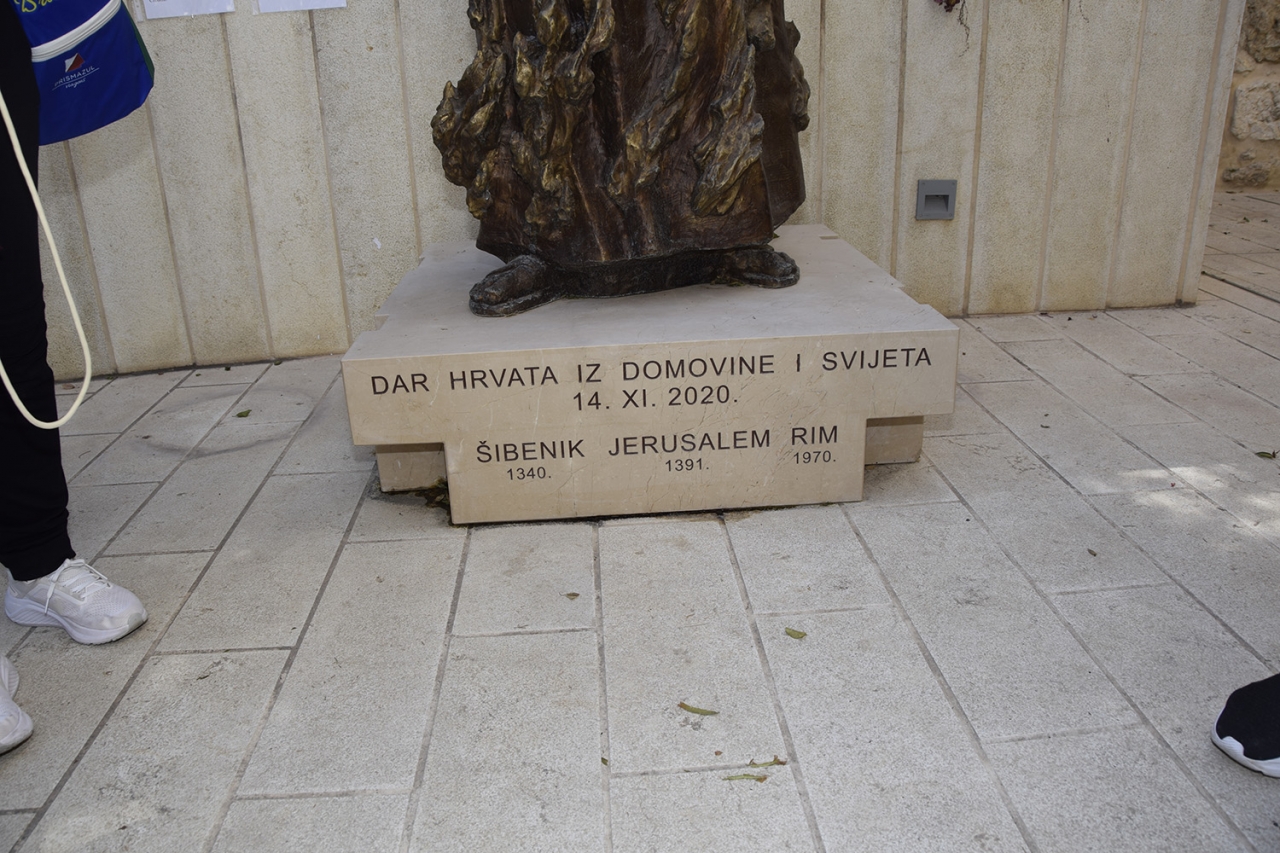 DAR HRVATA IZ DOMOVINE I SVIJETA
14. XI. 2020.
ŠIBENIK JERUSALEM RIM
1340. 1391. 1970.